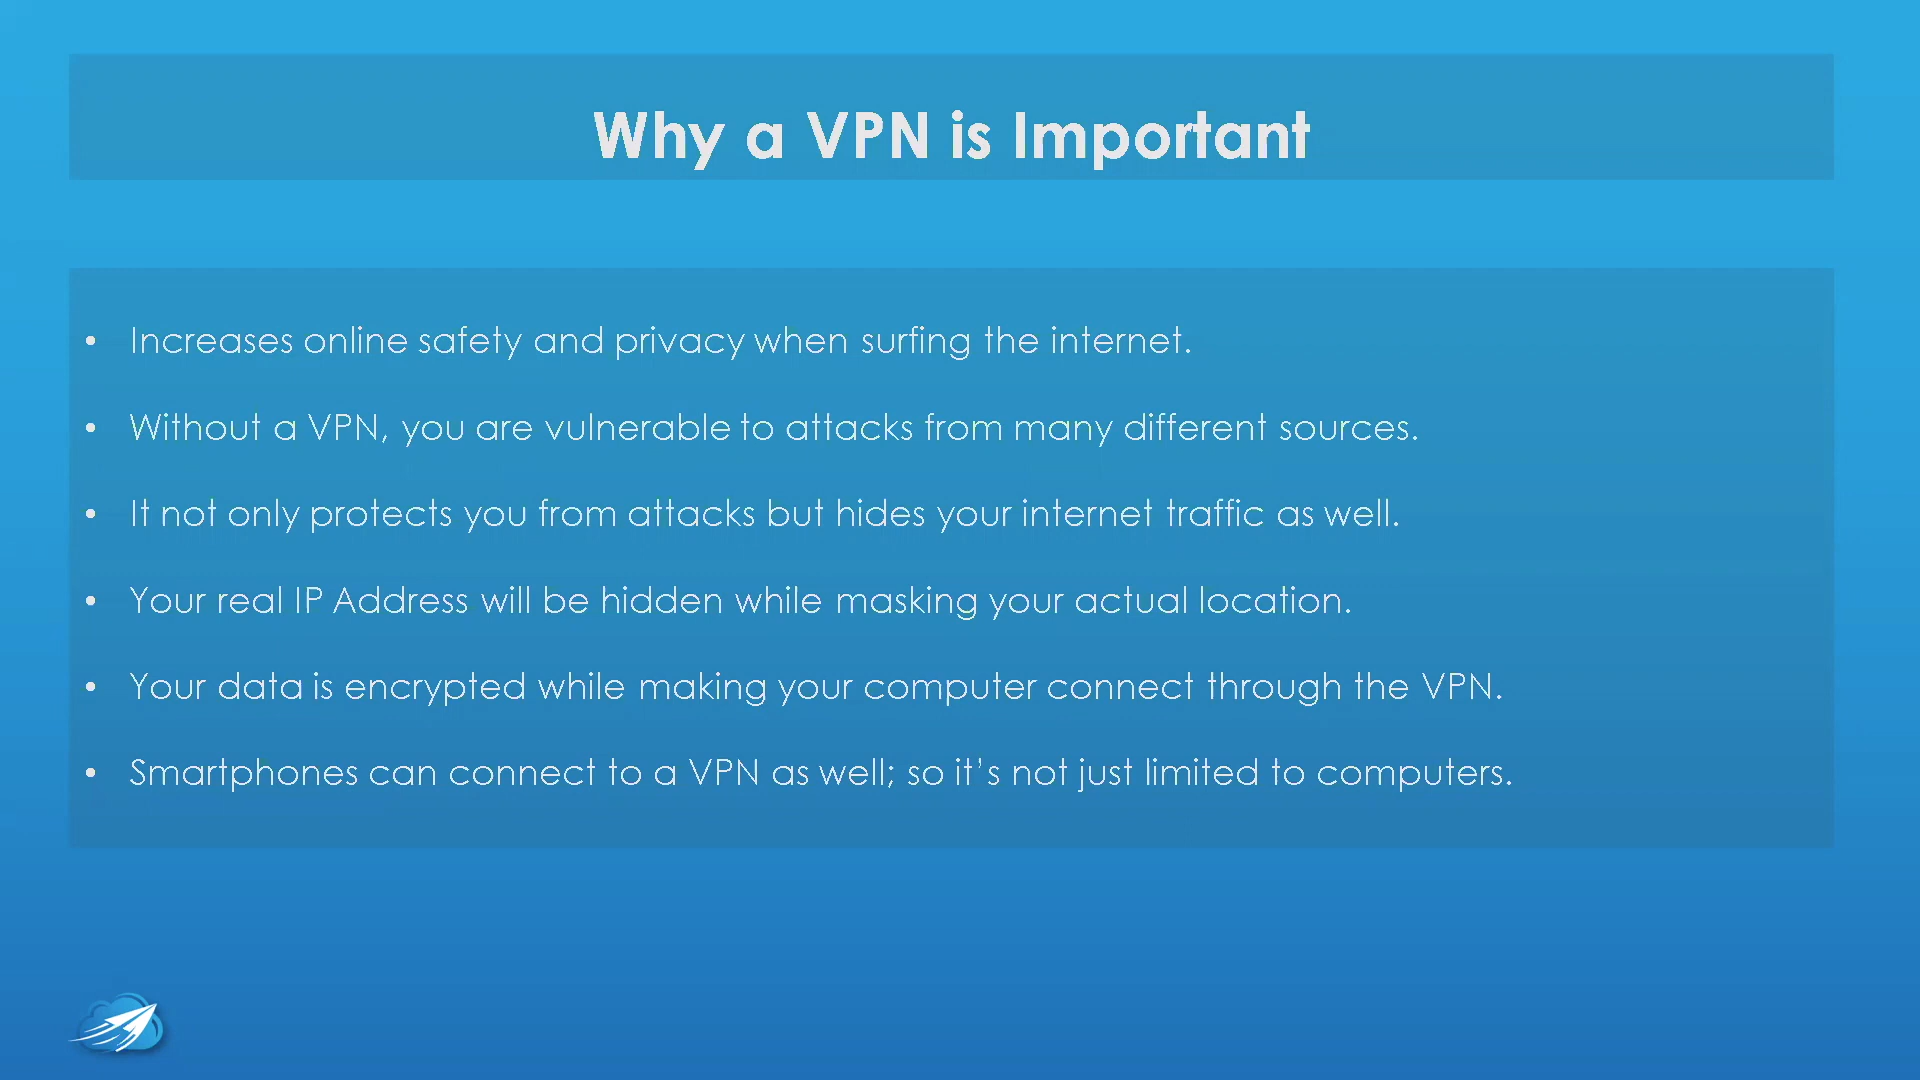 Why a VPN is Important
• Increases online safety and privacy when surfing the internet.
• Without a VPN, you are vulnerable to attacks from many different sources.
• It not only protects you from attacks but hides your internet traffic as well.
• Your real IP Address will be hidden while masking your actual location.
• Your data is encrypted while making your computer connect through the VPN.
• Smartphones can connect to a VPN as well; so it’s not just limited to computers.